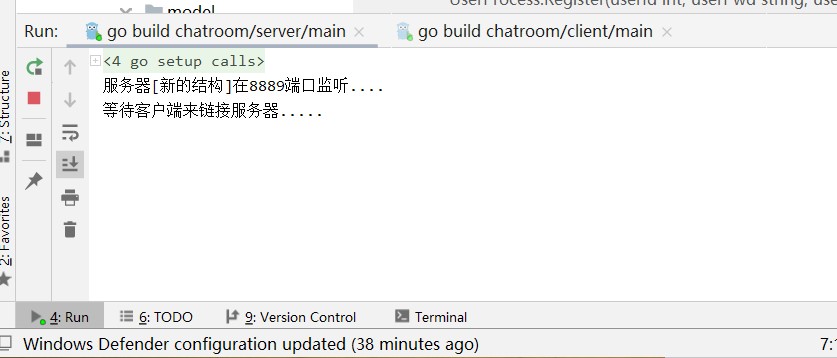 model
UserProcess.Register(userId int, userPwd string, use
Run: go build chatroom/server/main × go build chatroom/client/main ×
<4 go setup calls>
服务器[新的结构]在8889端口监听....
等待客户端来链接服务器.....
7: Structure
2: Favorites
4: Run 6: TODO 9: Version Control Terminal
Windows Defender configuration updated (38 minutes ago)
7: